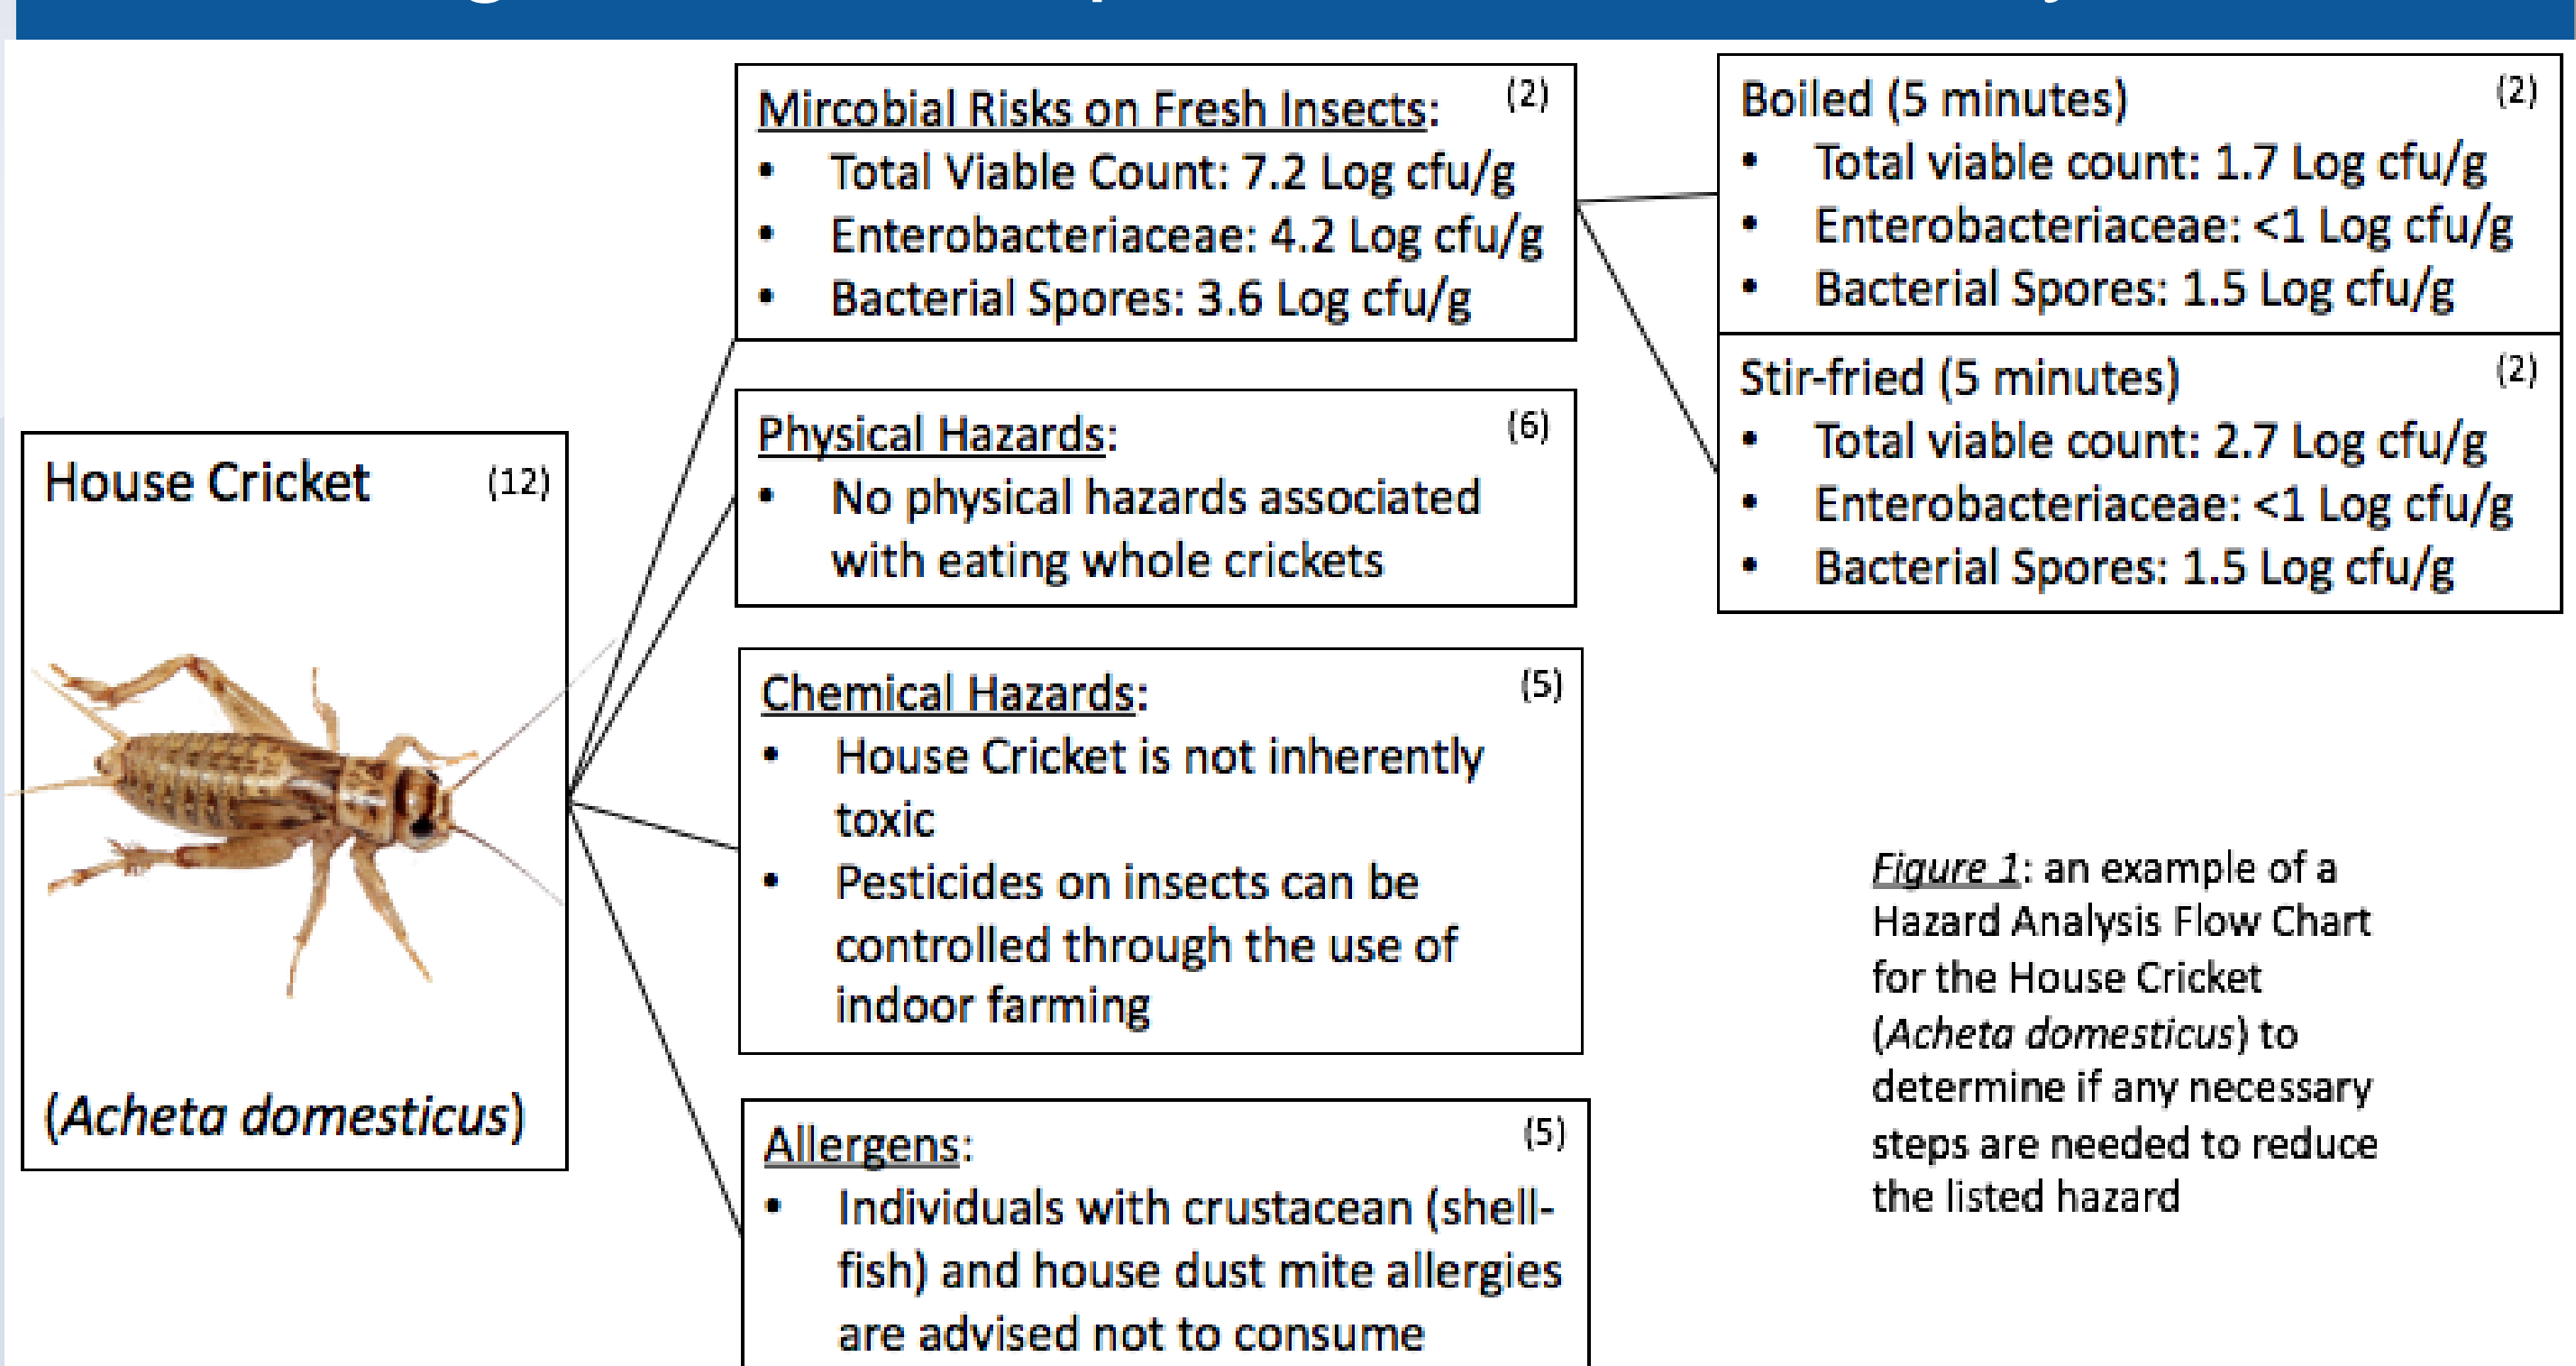 House Cricket (12)
(Acheta domesticus)
Mircobial Risks on Fresh Insects: (2)
• Total Viable Count: 7.2 Log cfu/g
• Enterobacteriaceae: 4.2 Log cfu/g
• Bacterial Spores: 3.6 Log cfu/g
Physical Hazards: (6)
• No physical hazards associated
with eating whole crickets
Chemical Hazards: (5)
• House Cricket is not inherently
toxic
• Pesticides on insects can be
controlled through the use of
indoor farming
Allergens: (5)
• Individuals with crustacean (shell-
fish) and house dust mite allergies
are advised not to consume
Boiled (5 minutes) (2)
• Total viable count: 1.7 Log cfu/g
• Enterobacteriaceae: <1 Log cfu/g
• Bacterial Spores: 1.5 Log cfu/g
Stir-fried (5 minutes) (2)
• Total viable count: 2.7 Log cfu/g
• Enterobacteriaceae: <1 Log cfu/g
• Bacterial Spores: 1.5 Log cfu/g
Figure 1: an example of a
Hazard Analysis Flow Chart
for the House Cricket
(Acheta domesticus) to
determine if any necessary
steps are needed to reduce
the listed hazard